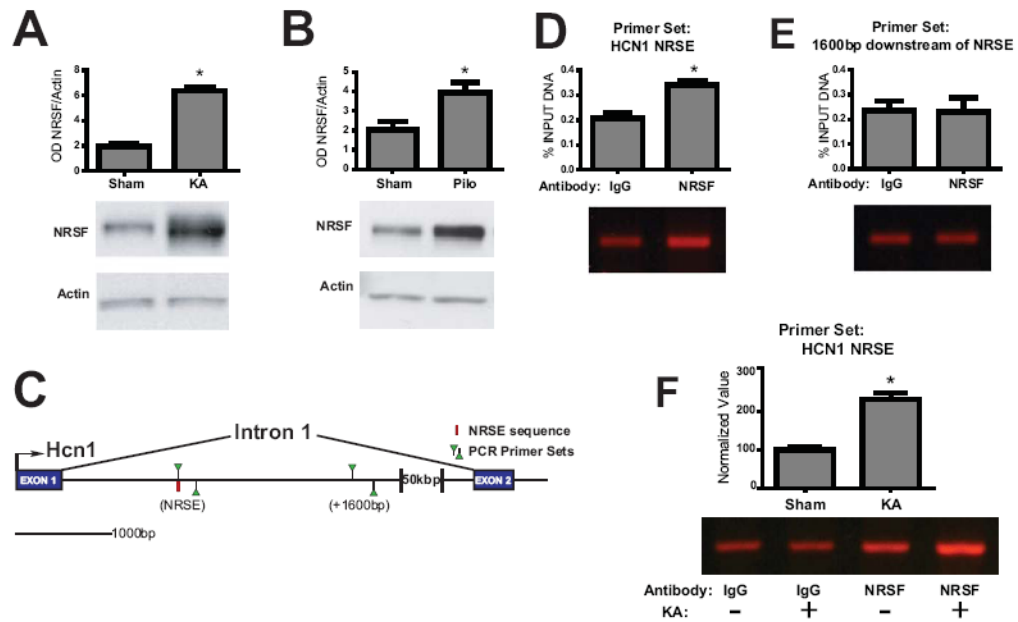 A
OD NRSF/Actin
8
6
4
2
0
*
Sham KA
NRSF
Actin
B
OD NRSF/Actin
5
4
3
2
1
0
*
Sham Pilo
NRSF
Actin
D
Primer Set:
HCN1 NRSE
% INPUT DNA
0.4
0.3
0.2
0.1
0.0
*
Antibody: IgG NRSF
E
Primer Set:
1600bp downstream of NRSE
% INPUT DNA
0.4
0.3
0.2
0.1
0.0
Antibody: IgG NRSF
C
Hcn1
Intron 1
NRSE sequence
PCR Primer Sets
EXON 1
50kbp
EXON 2
(NRSE)
(+1600bp)
1000bp
F
Primer Set:
HCN1 NRSE
Normalized Value
300
200
100
0
*
Sham KA
Antibody: IgG IgG NRSF NRSF
KA: - + - +